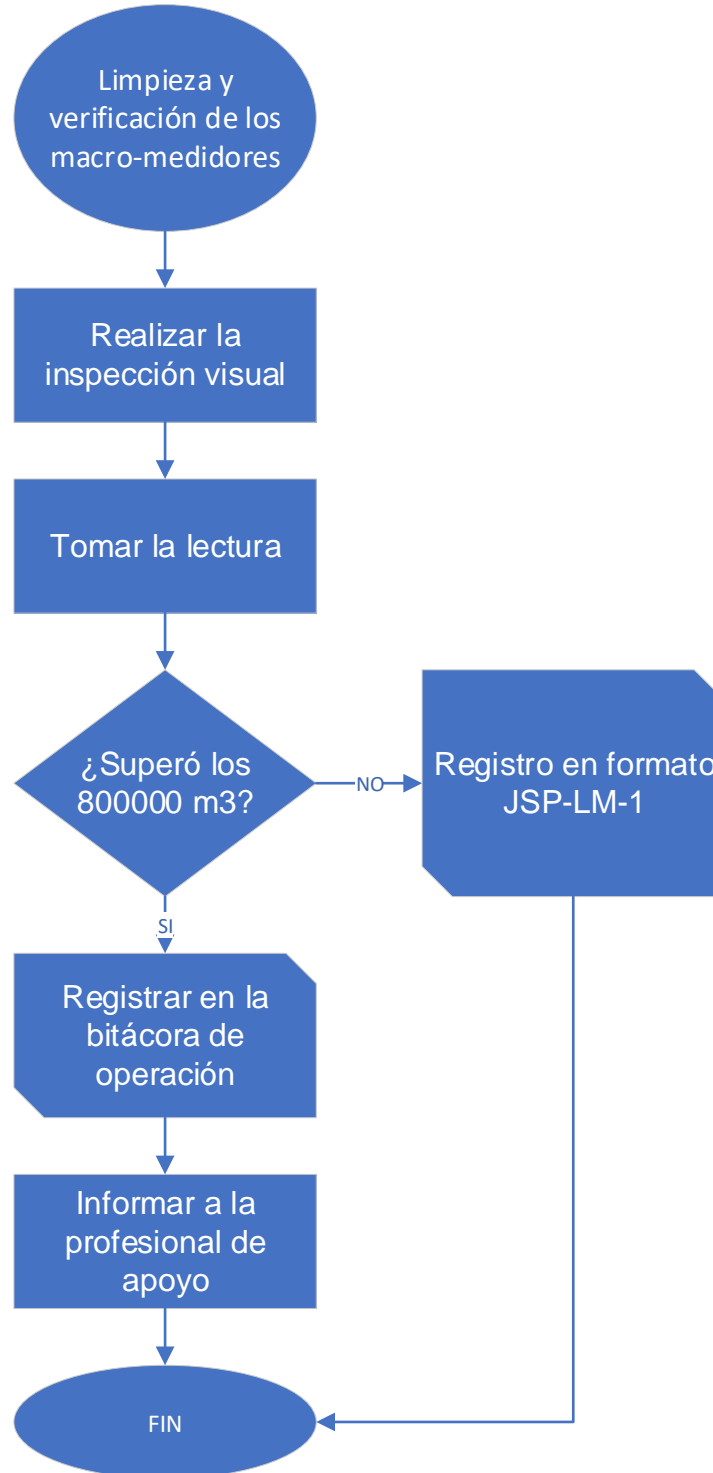 Limpieza y
verificación de los
macro-medidores
Realizar la
inspección visual
Tomar la lectura
¿Superó los
800000 m3?
NO
Registro en formato
JSP-LM-1
SI
Registrar en la
bitácora de
operación
Informar a la
profesional de
apoyo
FIN